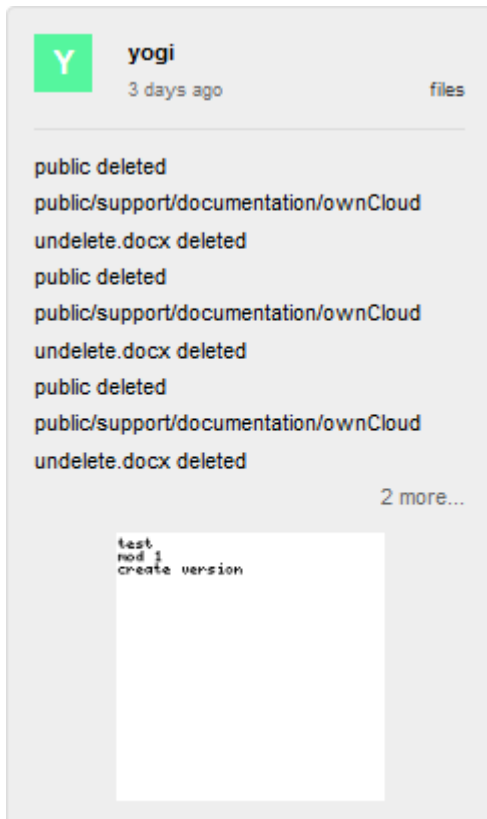 Y
yogi
3 days ago
files
public deleted
public/support/documentation/ownCloud
undelete.docx deleted
public deleted
public/support/documentation/ownCloud
undelete.docx deleted
public deleted
public/support/documentation/ownCloud
undelete.docx deleted
2 more...
test
mod 1
create version